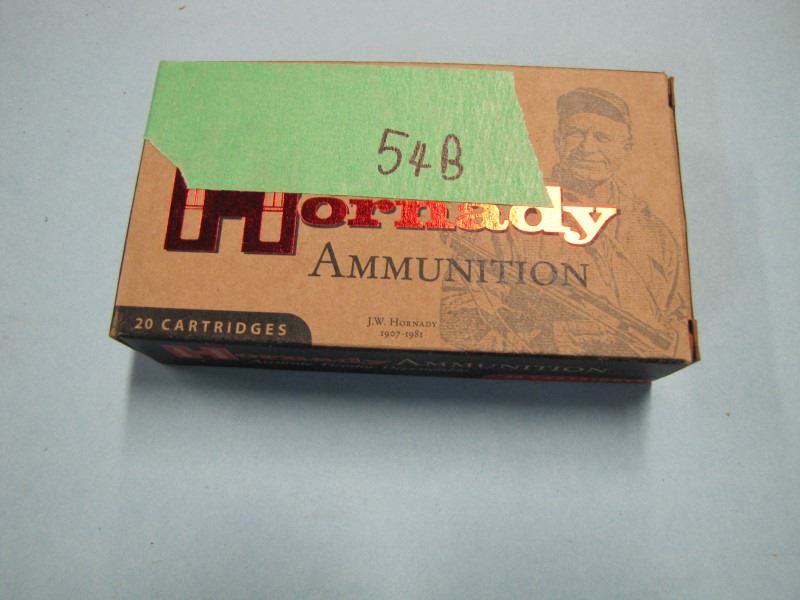 54B
Hornady
AMMUNITION
J.W. HORNADY
1907-1981
20 CARTRIDGES
Hornady AMMUNITION